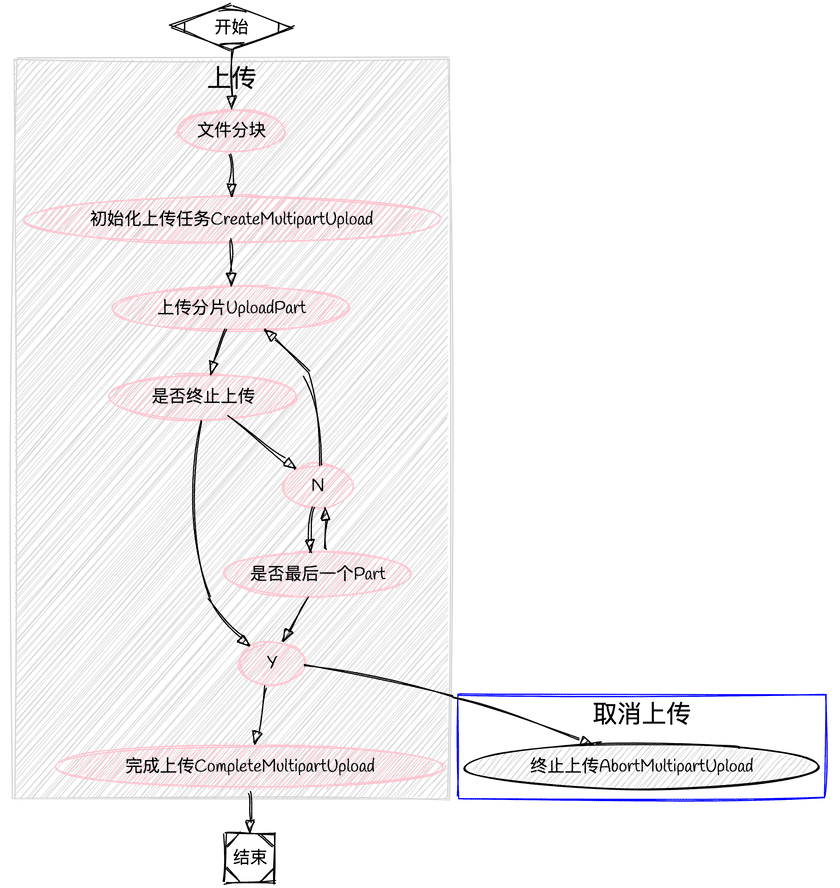 开始
上传
文件分块
初始化上传任务CreateMultipartUpload
上传分片UploadPart
是否终止上传
N
是否最后一个Part
Y
取消上传
完成上传CompleteMultipartUpload
终止上传AbortMultipartUpload
结束